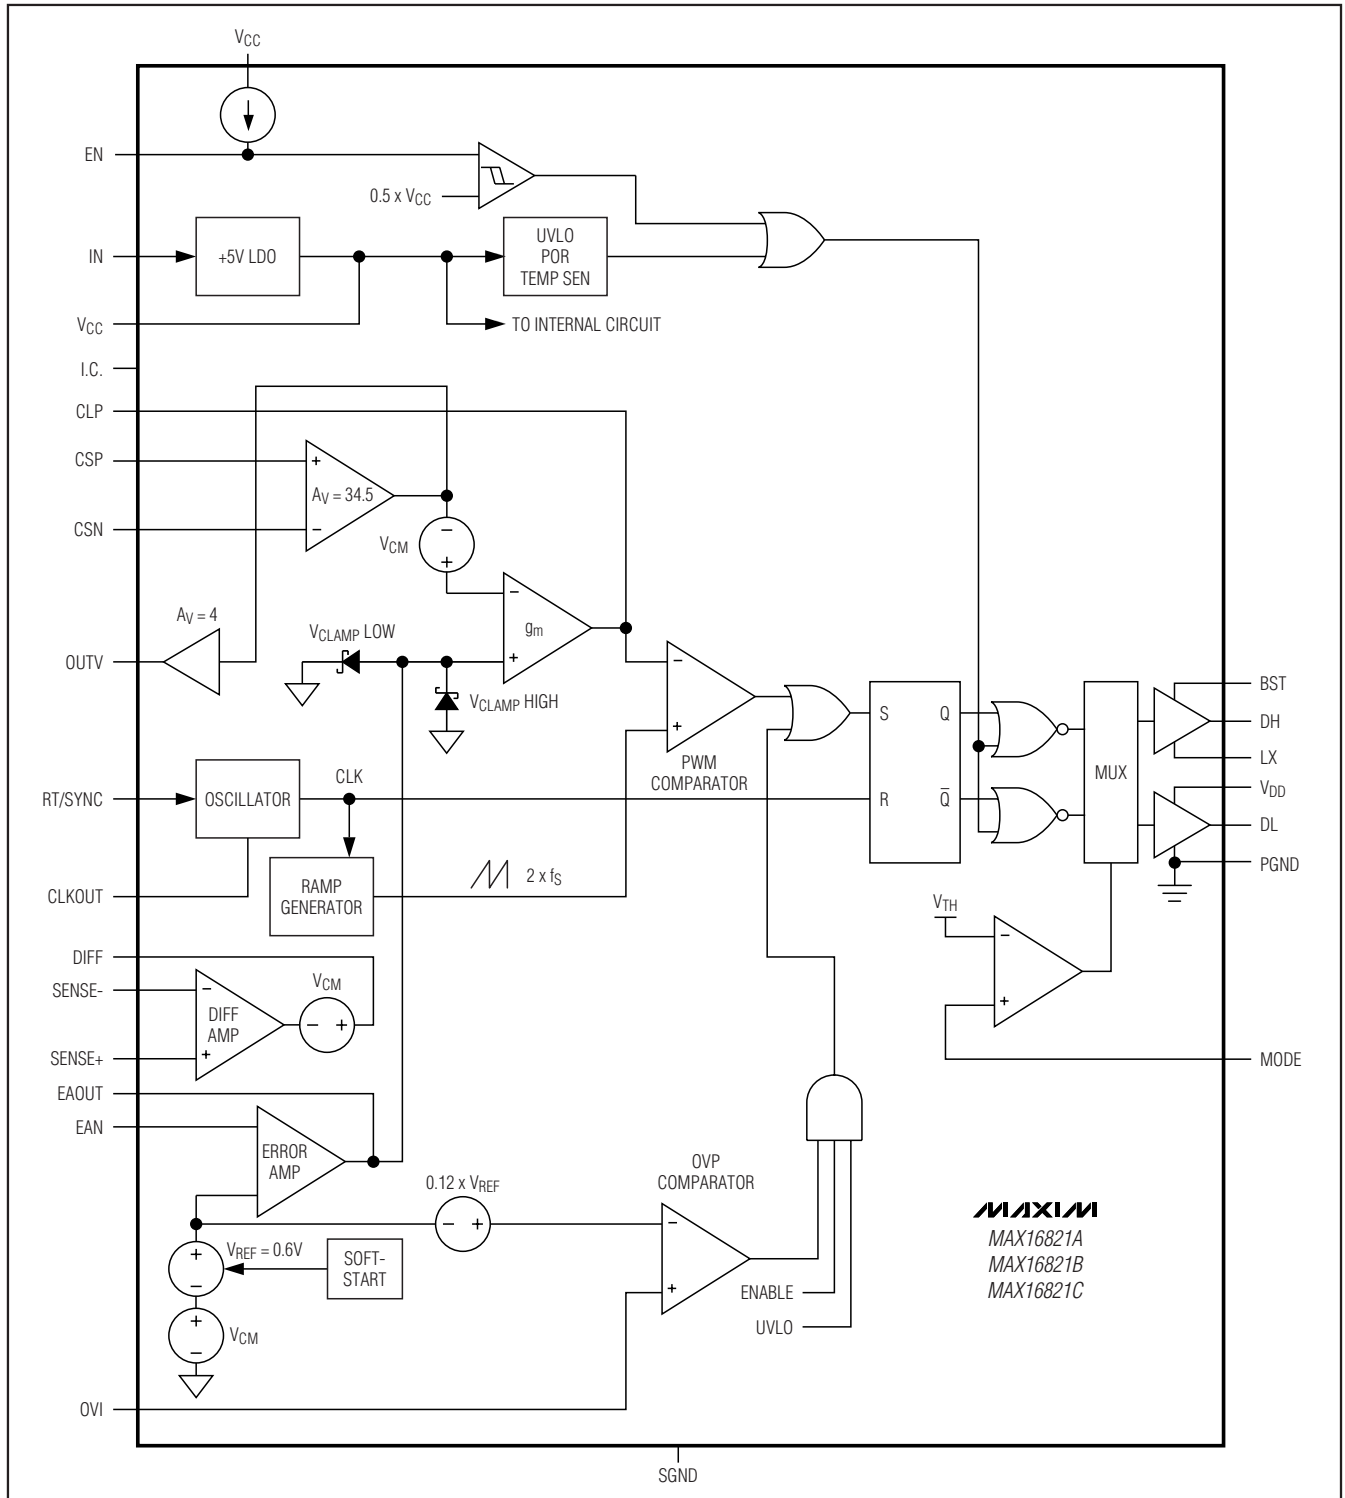 VCC
EN
0.5 x VCC
IN
+5V LDO
UVLO
POR
TEMP SEN
VCC
TO INTERNAL CIRCUIT
I.C.
CLP
CSP
+
AV = 34.5
CSN
-
VCM
-
+
-
gm
+
AV = 4
OUTV
VCLAMP LOW
VCLAMP HIGH
-
+
PWM
COMPARATOR
S
Q
R
Q̅
MUX
BST
DH
LX
VDD
DL
PGND
RT/SYNC
OSCILLATOR
CLK
CLKOUT
RAMP
GENERATOR
2 x fS
VTH
-
+
MODE
DIFF
SENSE-
-
DIFF
AMP
+
VCM
- +
SENSE+
EAOUT
EAN
ERROR
AMP
0.12 x VREF
- +
OVP
COMPARATOR
-
+
+
-
VREF = 0.6V
SOFT-
START
+
-
VCM
ENABLE
UVLO
OVI
MAXIM
MAX16821A
MAX16821B
MAX16821C
SGND